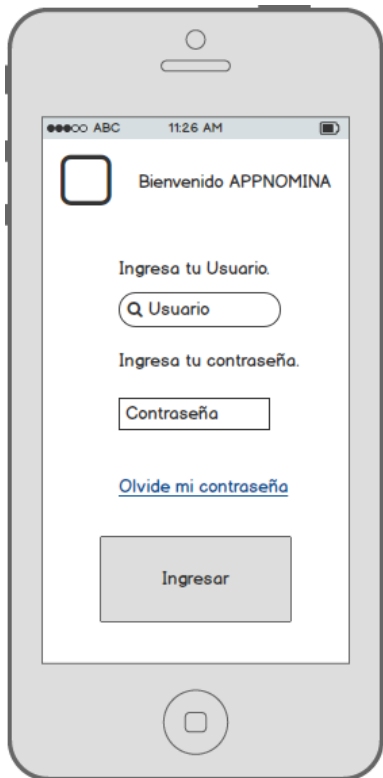 ABC 11:26 AM
Bienvenido APPNOMINA
Ingresa tu Usuario.
Usuario
Ingresa tu contraseña.
Contraseña
Olvide mi contraseña
Ingresar